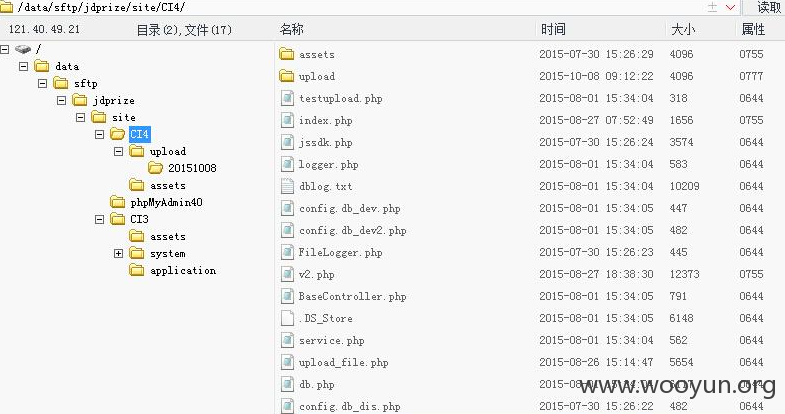 /data/sftp/jdprize/site/CI4/ 读取
121.40.49.21 目录(2),文件(17) 名称 时间 大小 属性
/
data
sftp
jdprize
site
CI4
upload
20151008
assets
phpMyAdmin40
CI3
assets
system
application
assets 2015-07-30 15:26:29 4096 0755
upload 2015-10-08 09:12:22 4096 0777
testupload.php 2015-08-01 15:34:04 318 0644
index.php 2015-08-27 07:52:49 1656 0755
jssdk.php 2015-07-30 15:26:24 3574 0644
logger.php 2015-08-01 15:34:04 583 0644
dblog.txt 2015-08-01 15:34:04 10209 0644
config.db_dev.php 2015-08-01 15:34:05 447 0644
config.db_dev2.php 2015-08-01 15:34:05 482 0644
FileLogger.php 2015-07-30 15:26:23 445 0644
v2.php 2015-08-27 18:38:30 12373 0755
BaseController.php 2015-08-01 15:34:05 791 0644
.DS_Store 2015-08-01 15:34:05 6148 0644
service.php 2015-08-01 15:34:04 562 0644
upload_file.php 2015-08-26 15:14:47 5654 0644
db.php 2015-08-01 0644
config.db_dis.php 2015-07-30 15:26:22 482 0644
www.wooyun.org